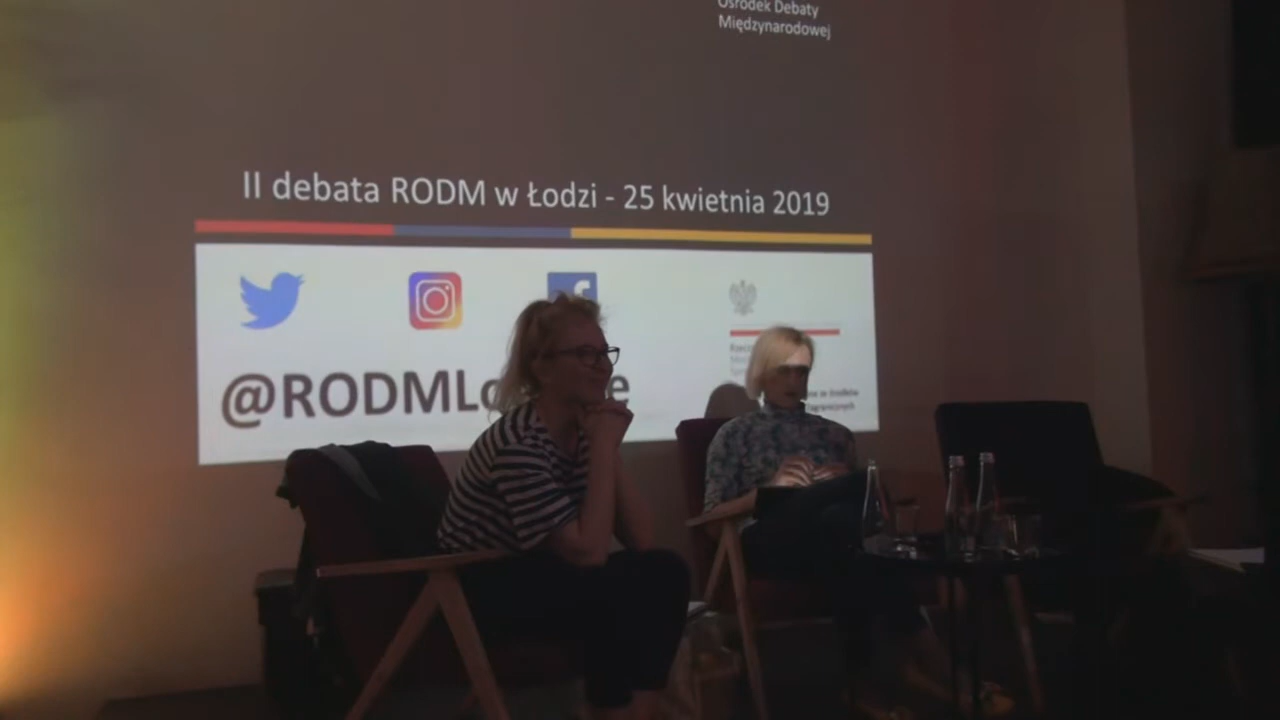 Ośrodek Debaty
Międzynarodowej
II debata RODM w Łodzi - 25 kwietnia 2019
@RODMLo e